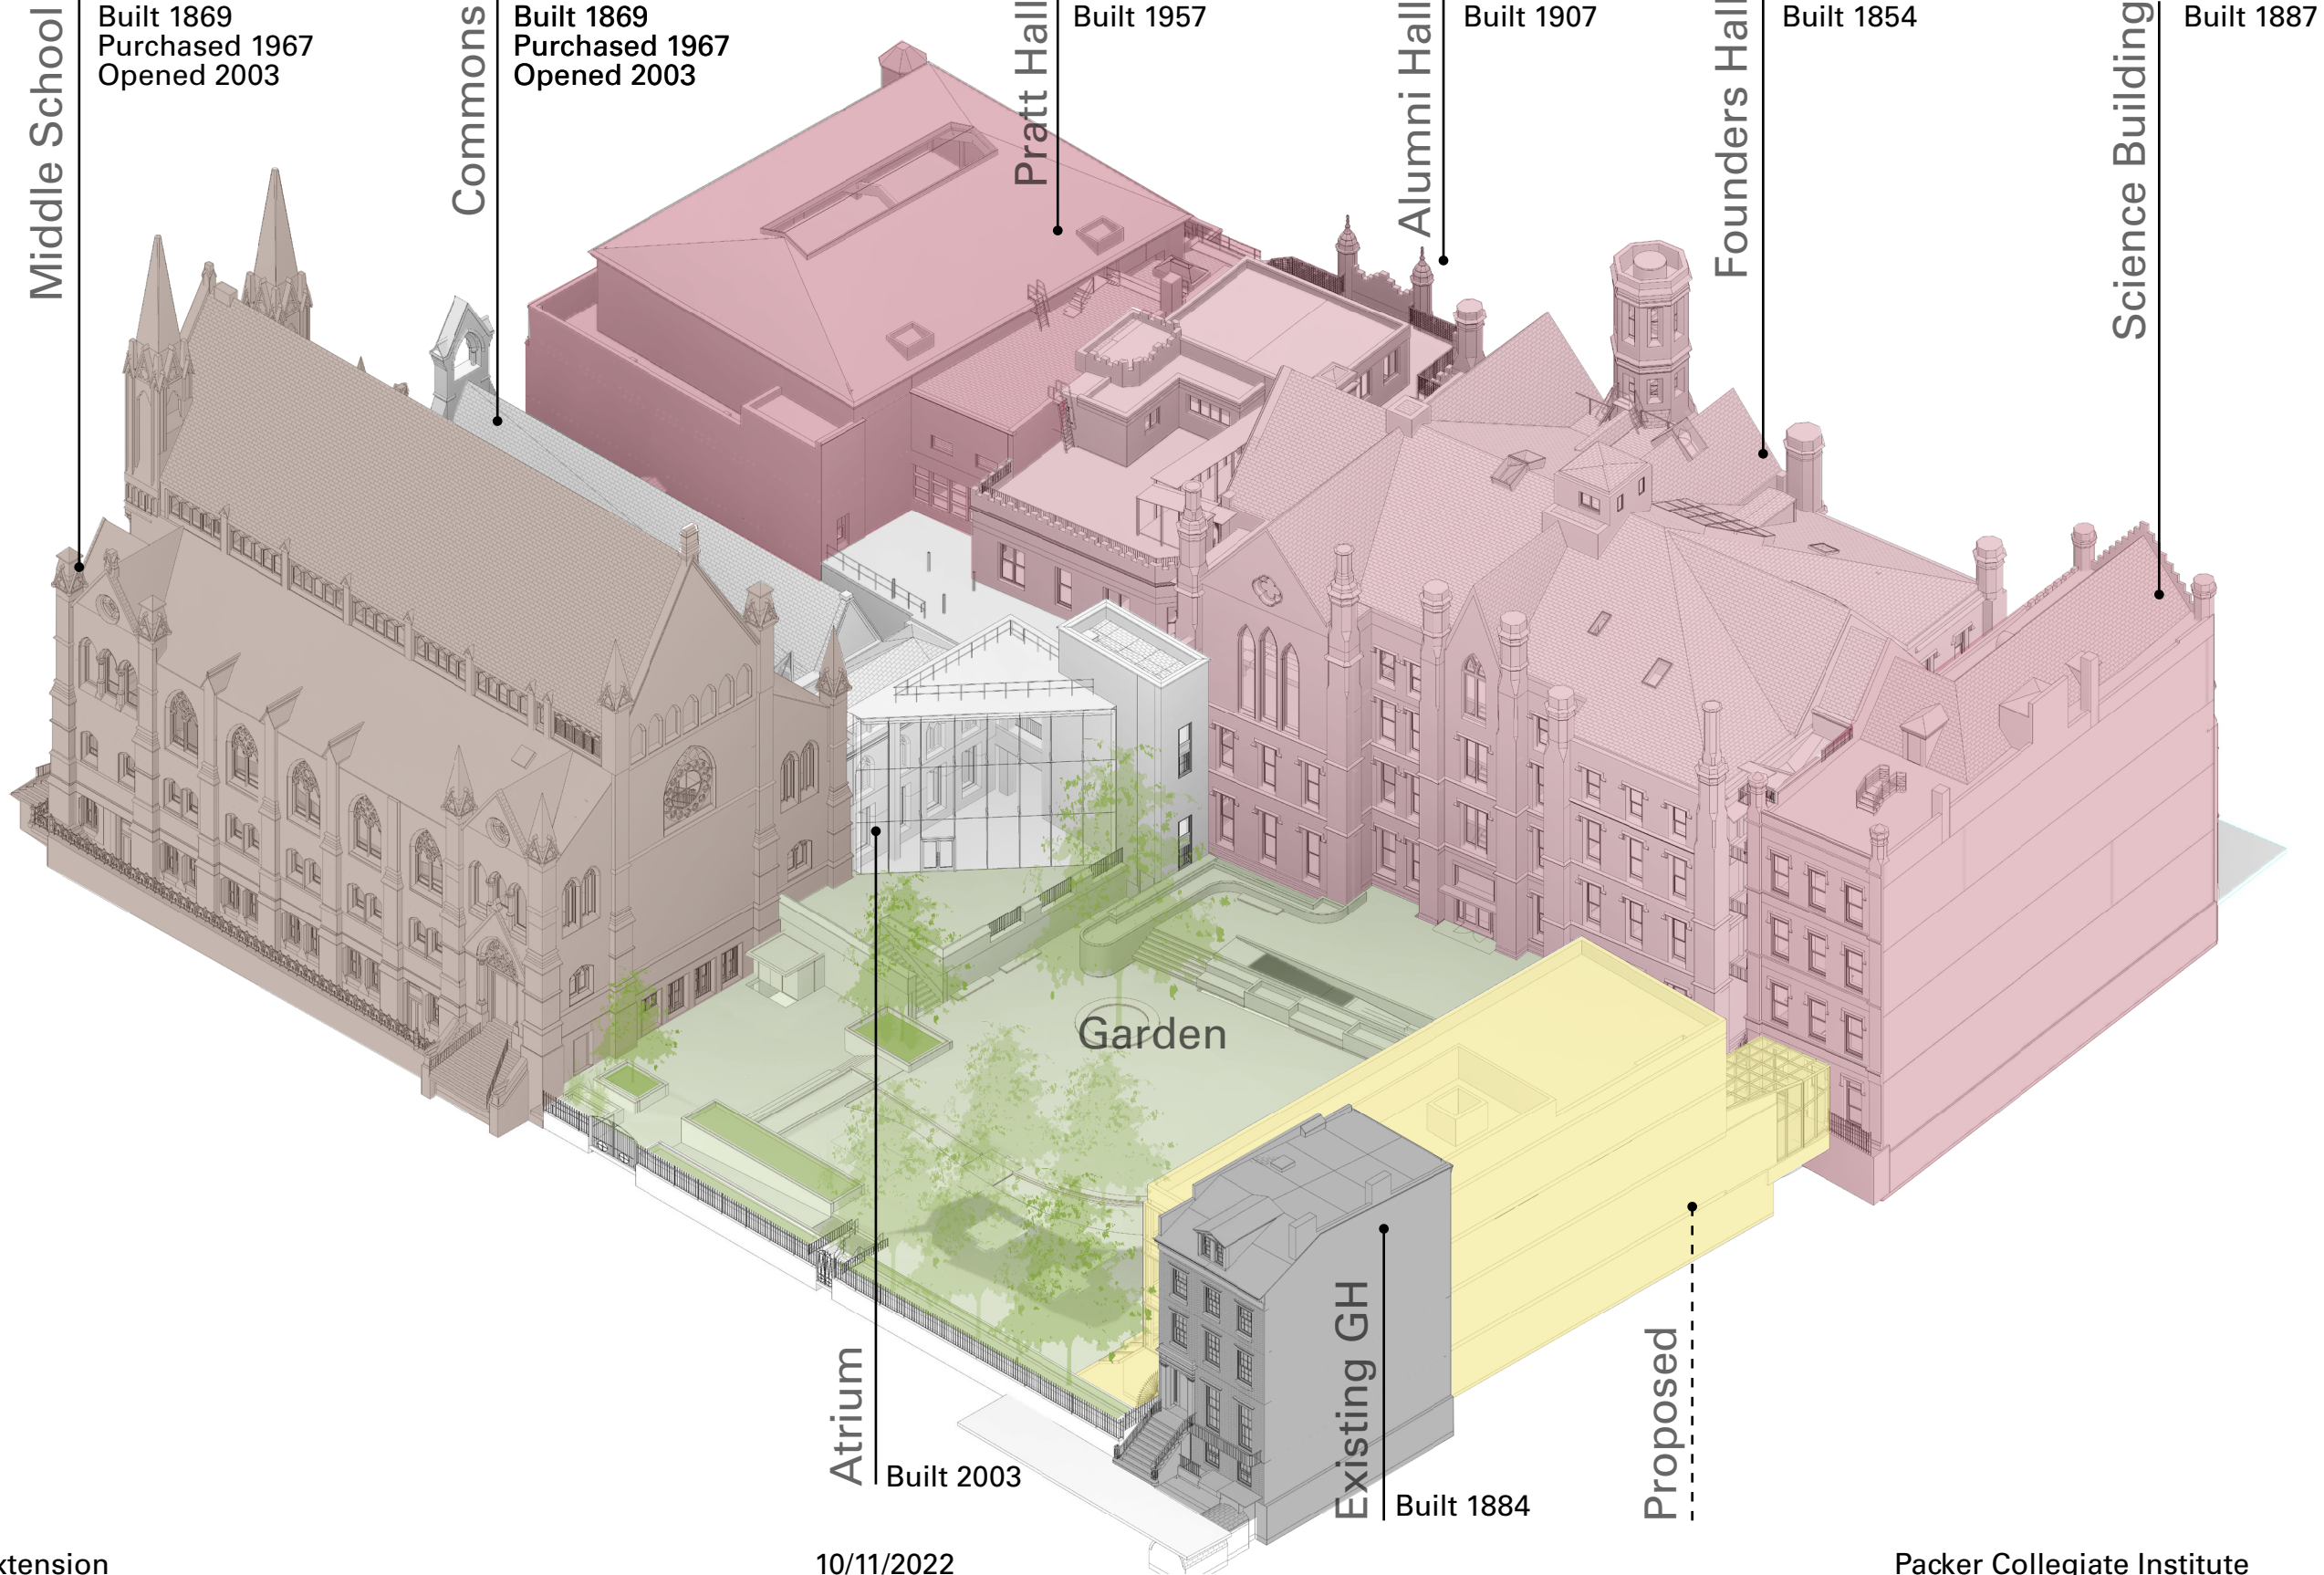 Middle School
Built 1869
Purchased 1967
Opened 2003
Commons
Built 1869
Purchased 1967
Opened 2003
Pratt Hall
Built 1957
Alumni Hall
Built 1907
Founders Hall
Built 1854
Science Building
Built 1887
Garden
Atrium
Built 2003
Existing GH
Built 1884
Proposed
xtension
10/11/2022
Packer Collegiate Institute